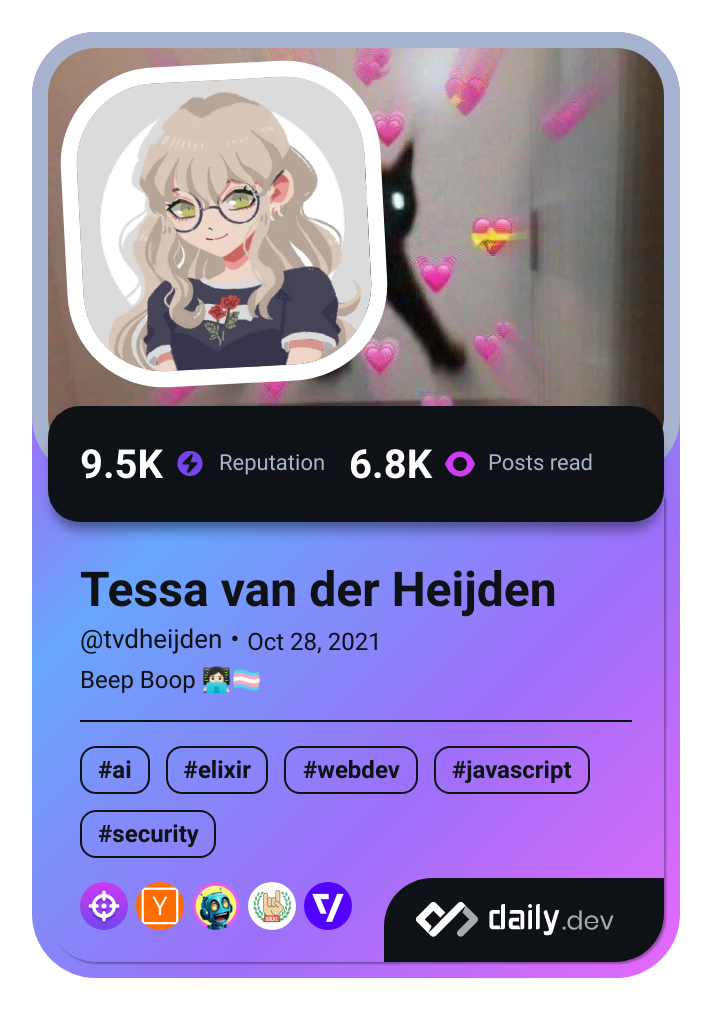 9.5K Reputation 6.8K Posts read
Tessa van der Heijden
@tvdheijden • Oct 28, 2021
Beep Boop 👩🏻‍💻🏳️‍⚧️
#ai #elixir #webdev #javascript
#security
Y
daily.dev